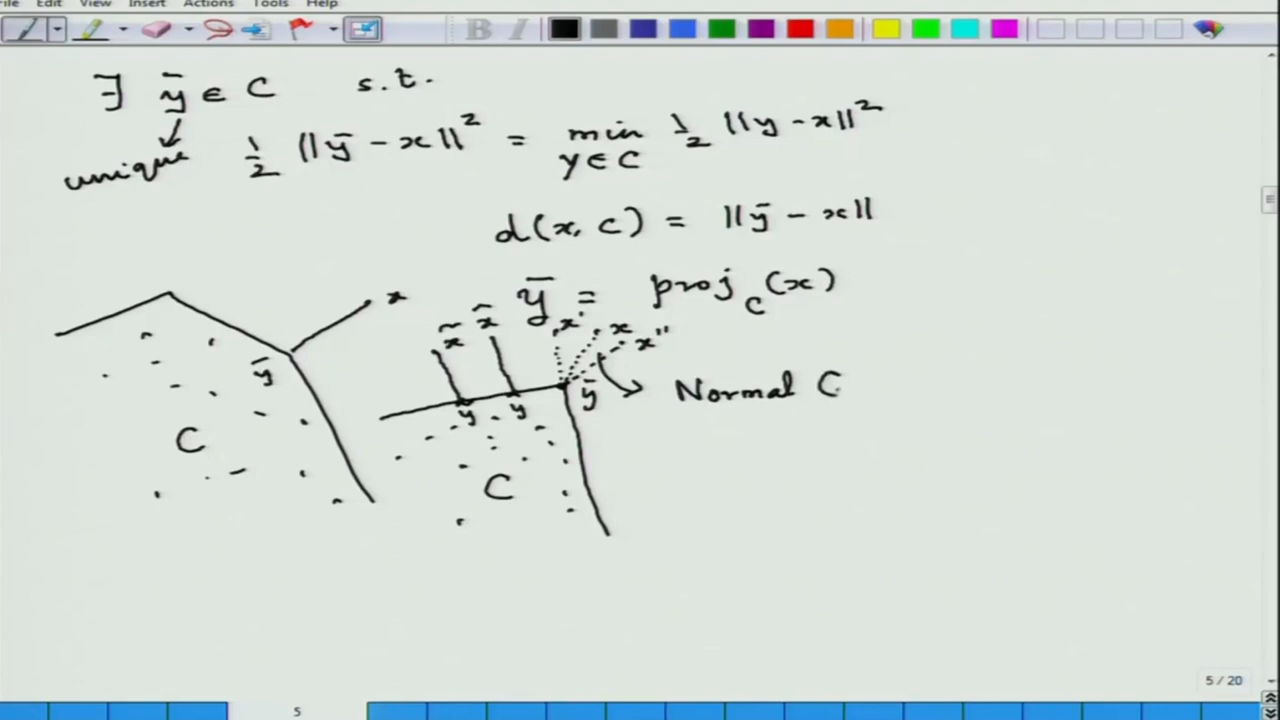 File Edit View Insert Actions Tools Help
B I
∃ ȳ ∈ C s.t.
unique
½ ||ȳ - x||² = min ½ ||y - x||²
y ∈ C
d(x, C) = ||ȳ - x||
ȳ = proj_C(x)
x
ȳ
C
x̃ x̂ x' x x''
y y ȳ
C
Normal C
5 / 20
5